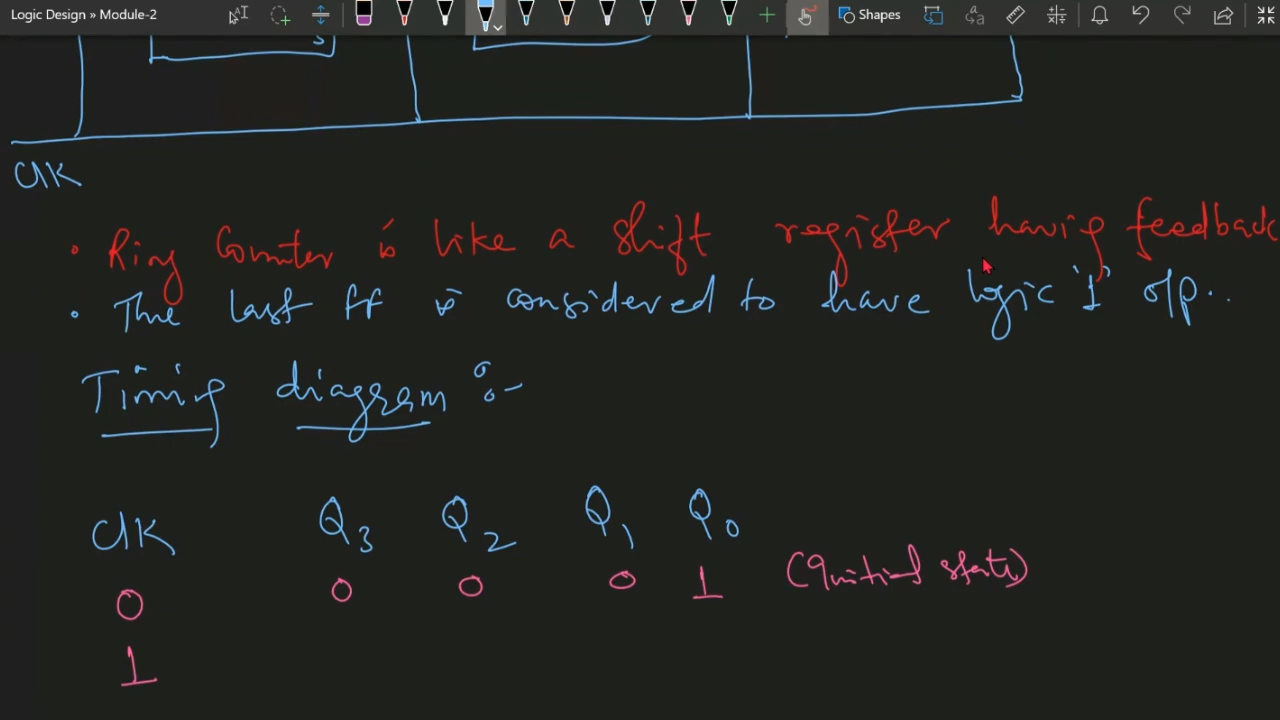 Logic Design » Module-2
Shapes
Clk
• Ring Counter is like a shift register having feedback
• The last ff is considered to have logic '1' o/p..
Timing diagram :-
Clk Q3 Q2 Q1 Q0
0 0 0 0 1 (Initial state)
1